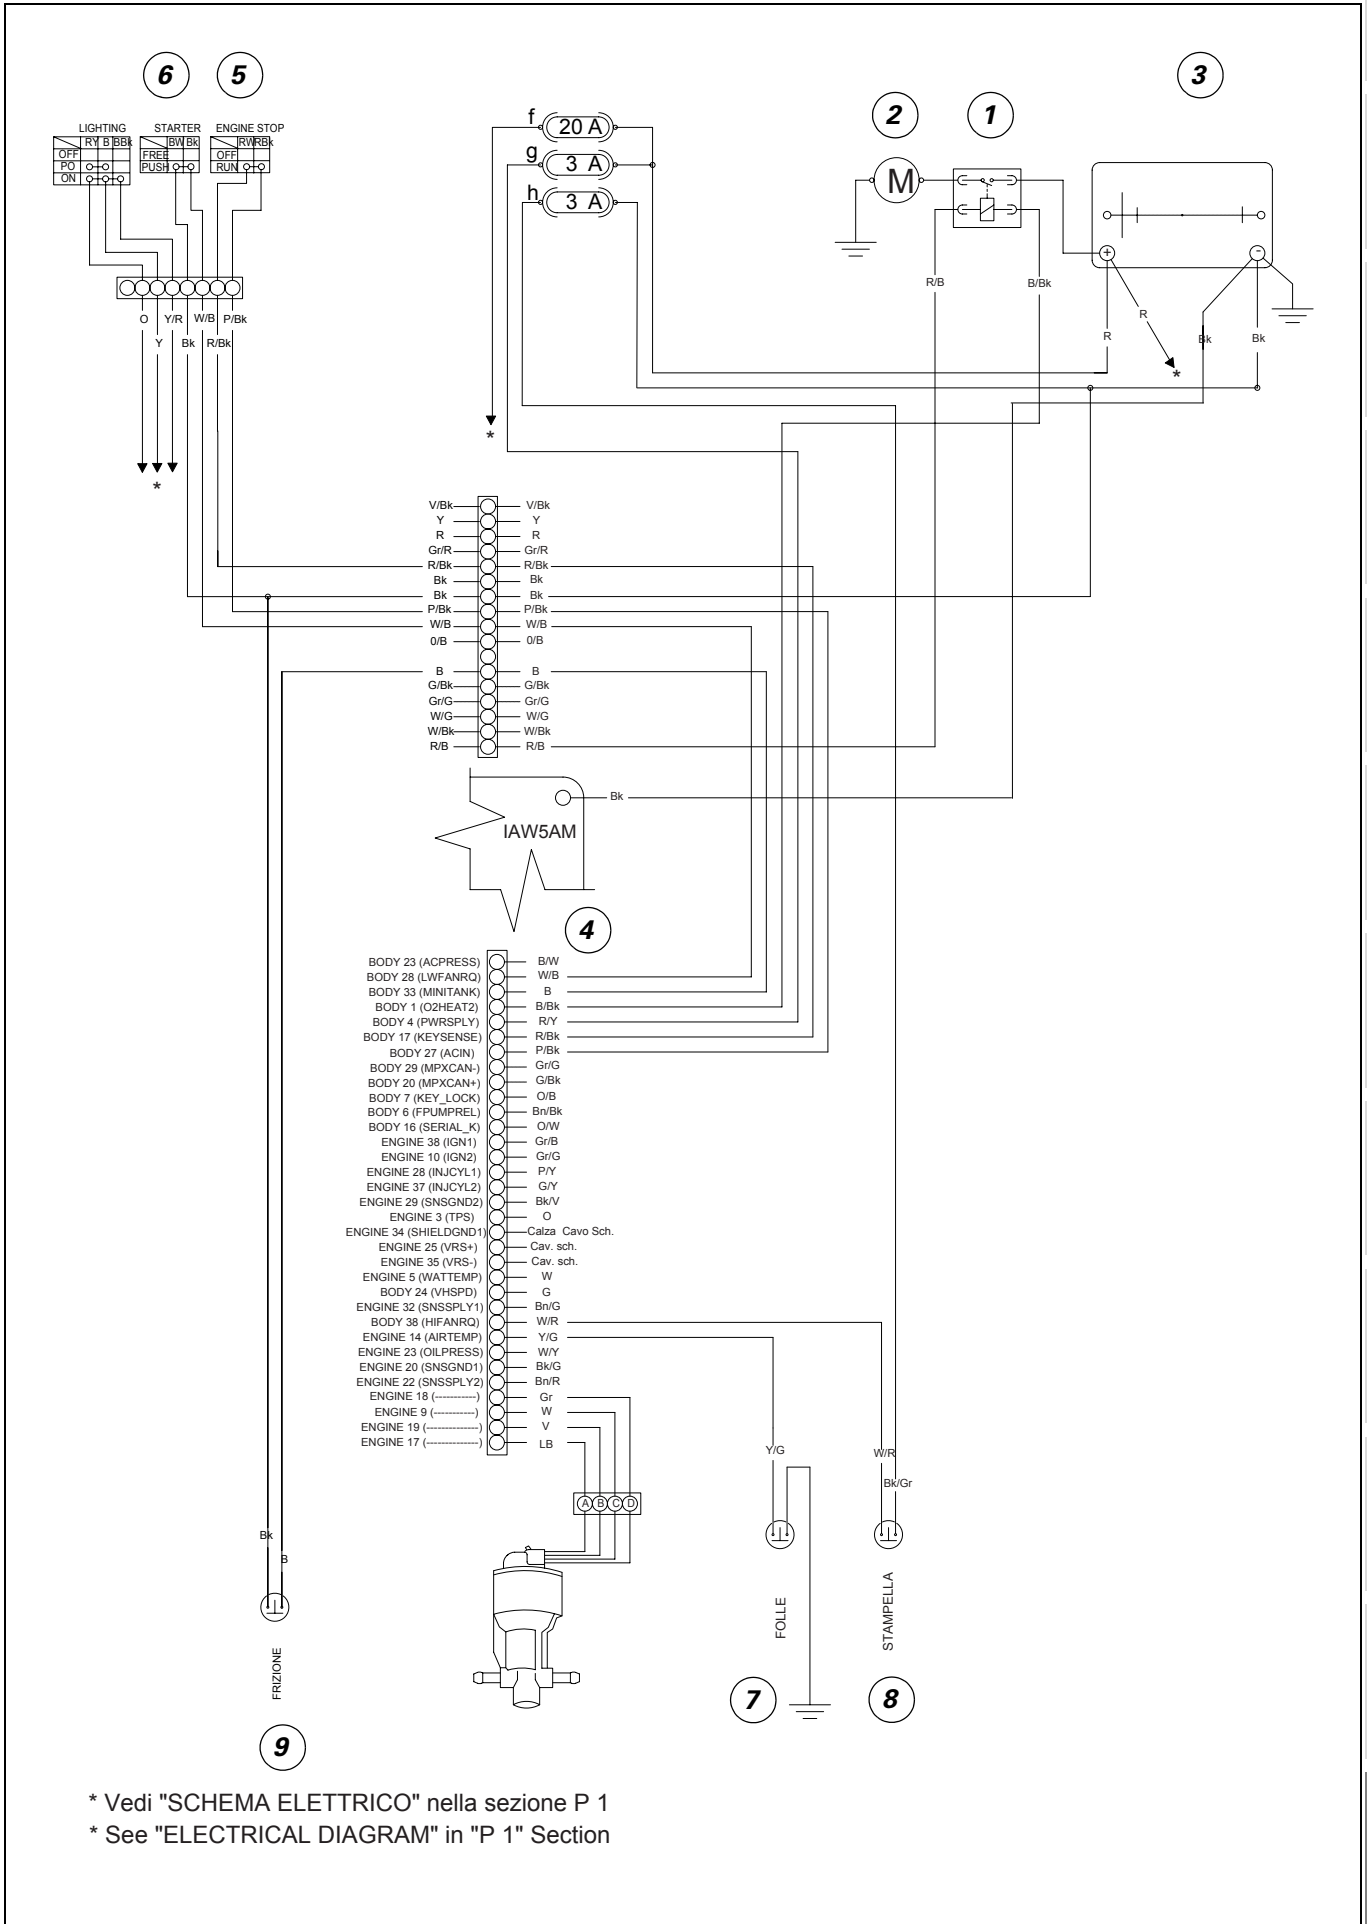 6
5
3
2
1
LIGHTING
RY B BBk
OFF
PO
ON
STARTER
BW Bk
FREE
PUSH
ENGINE STOP
RW RBk
OFF
RUN
f
20 A
g
3 A
h
3 A
M
+
-
R/B
B/Bk
R
R
*
Bk
Bk
O
Y/R
W/B
P/Bk
Y
Bk
R/Bk
*
*
V/Bk V/Bk
Y Y
R R
Gr/R Gr/R
R/Bk R/Bk
Bk Bk
Bk Bk
P/Bk P/Bk
W/B W/B
0/B 0/B
B B
G/Bk G/Bk
Gr/G Gr/G
W/G W/G
W/Bk W/Bk
R/B R/B
Bk
IAW5AM
4
BODY 23 (ACPRESS) B/W
BODY 28 (LWFANRQ) W/B
BODY 33 (MINITANK) B
BODY 1 (O2HEAT2) B/Bk
BODY 4 (PWRSPLY) R/Y
BODY 17 (KEYSENSE) R/Bk
BODY 27 (ACIN) P/Bk
BODY 29 (MPXCAN-) Gr/G
BODY 20 (MPXCAN+) G/Bk
BODY 7 (KEY_LOCK) O/B
BODY 6 (FPUMPREL) Bn/Bk
BODY 16 (SERIAL_K) O/W
ENGINE 38 (IGN1) Gr/B
ENGINE 10 (IGN2) Gr/G
ENGINE 28 (INJCYL1) P/Y
ENGINE 37 (INJCYL2) G/Y
ENGINE 29 (SNSGND2) Bk/V
ENGINE 3 (TPS) O
ENGINE 34 (SHIELDGND1) Calza Cavo Sch.
ENGINE 25 (VRS+) Cav. sch.
ENGINE 35 (VRS-) Cav. sch.
ENGINE 5 (WATTEMP) W
BODY 24 (VHSPD) G
ENGINE 32 (SNSSPLY1) Bn/G
BODY 38 (HIFANRQ) W/R
ENGINE 14 (AIRTEMP) Y/G
ENGINE 23 (OILPRESS) W/Y
ENGINE 20 (SNSGND1) Bk/G
ENGINE 22 (SNSSPLY2) Bn/R
ENGINE 18 (-----------) Gr
ENGINE 9 (-----------) W
ENGINE 19 (--------------) V
ENGINE 17 (--------------) LB
Y/G
W/R
Bk/Gr
A B C D
Bk
B
FRIZIONE
FOLLE
STAMPELLA
7
8
9
* Vedi "SCHEMA ELETTRICO" nella sezione P 1
* See "ELECTRICAL DIAGRAM" in "P 1" Section